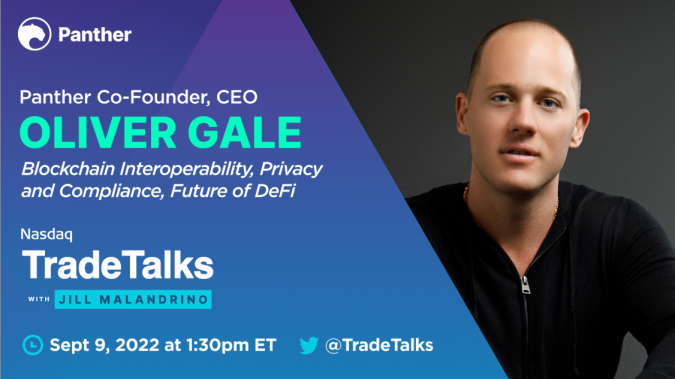 Panther
Panther Co-Founder, CEO
OLIVER GALE
Blockchain Interoperability, Privacy
and Compliance, Future of DeFi
Nasdaq
TradeTalks
WITH JILL MALANDRINO
Sept 9, 2022 at 1:30pm ET @TradeTalks